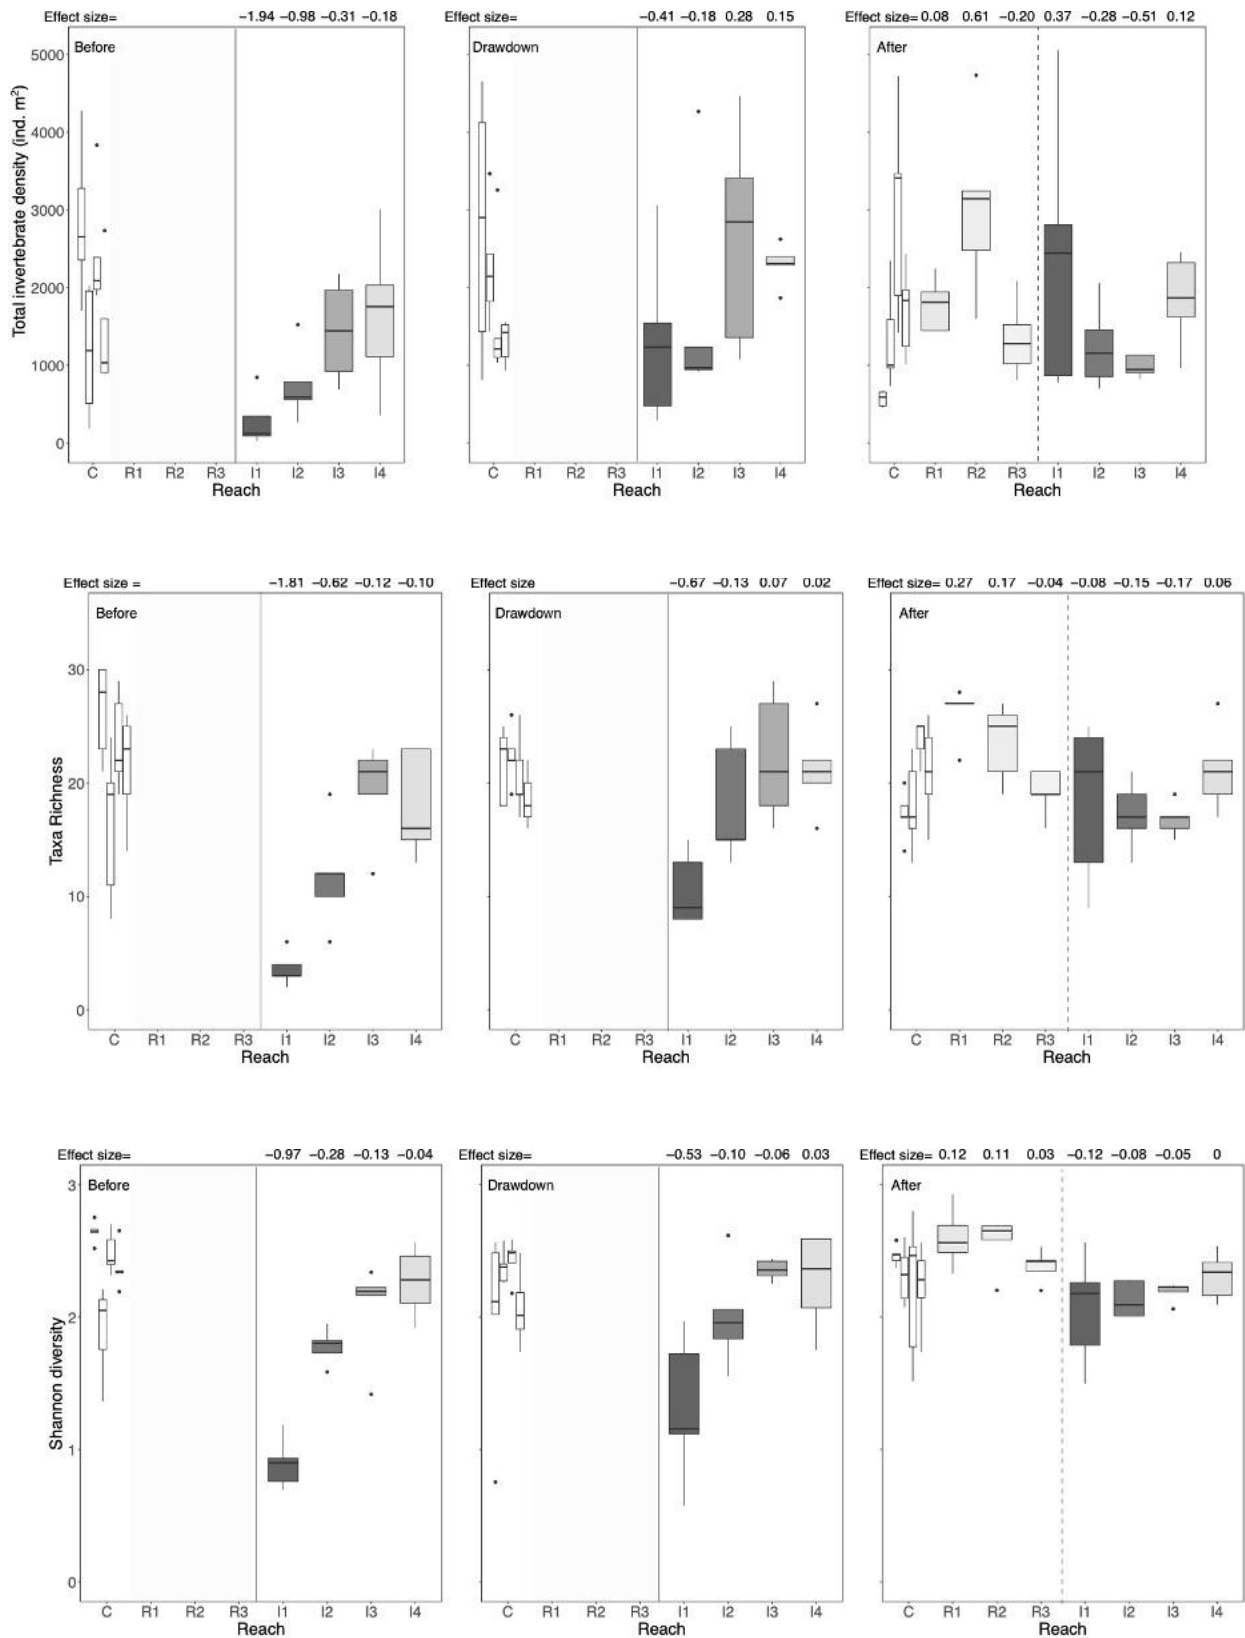 Effect size= −1.94 −0.98 −0.31 −0.18
Effect size= −0.41 −0.18 0.28 0.15
Effect size= 0.08 0.61 −0.20 0.37 −0.28 −0.51 0.12
Total invertebrate density (ind. m²)
5000
4000
3000
2000
1000
0
Before
Drawdown
After
C R1 R2 R3 I1 I2 I3 I4
C R1 R2 R3 I1 I2 I3 I4
C R1 R2 R3 I1 I2 I3 I4
Reach
Reach
Reach
Effect size = −1.81 −0.62 −0.12 −0.10
Effect size −0.67 −0.13 0.07 0.02
Effect size= 0.27 0.17 −0.04 −0.08 −0.15 −0.17 0.06
Taxa Richness
30
20
10
0
Before
Drawdown
After
C R1 R2 R3 I1 I2 I3 I4
C R1 R2 R3 I1 I2 I3 I4
C R1 R2 R3 I1 I2 I3 I4
Reach
Reach
Reach
Effect size= −0.97 −0.28 −0.13 −0.04
Effect size= −0.53 −0.10 −0.06 0.03
Effect size= 0.12 0.11 0.03 −0.12 −0.08 −0.05 0
Shannon diversity
3
2
1
0
Before
Drawdown
After
C R1 R2 R3 I1 I2 I3 I4
C R1 R2 R3 I1 I2 I3 I4
C R1 R2 R3 I1 I2 I3 I4
Reach
Reach
Reach